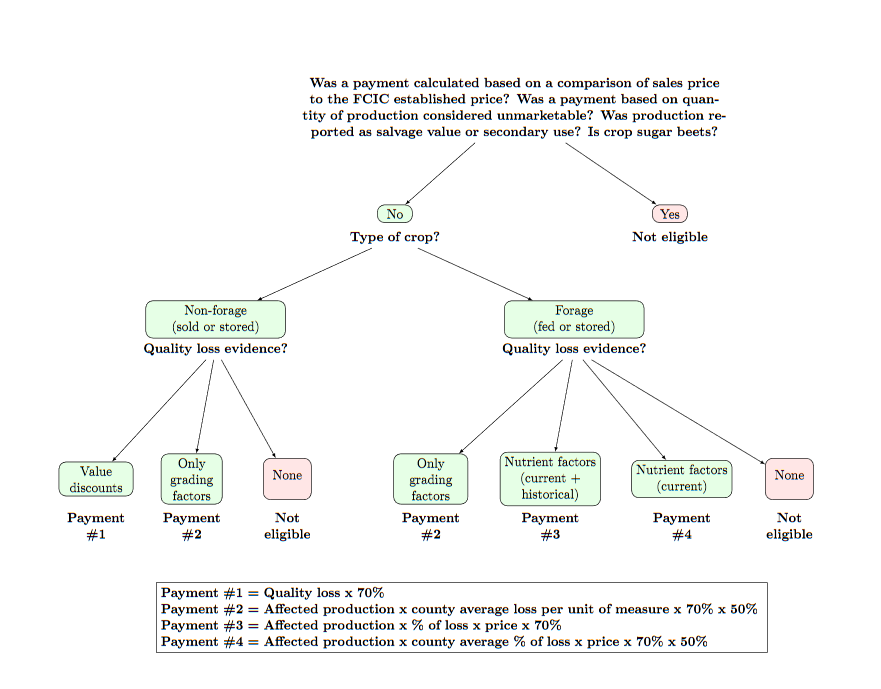 Was a payment calculated based on a comparison of sales price
to the FCIC established price? Was a payment based on quan-
tity of production considered unmarketable? Was production re-
ported as salvage value or secondary use? Is crop sugar beets?
No
Yes
Type of crop?
Not eligible
Non-forage
(sold or stored)
Forage
(fed or stored)
Quality loss evidence?
Quality loss evidence?
Value
discounts
Only
grading
factors
None
Only
grading
factors
Nutrient factors
(current +
historical)
Nutrient factors
(current)
None
Payment
#1
Payment
#2
Not
eligible
Payment
#2
Payment
#3
Payment
#4
Not
eligible
Payment #1 = Quality loss x 70%
Payment #2 = Affected production x county average loss per unit of measure x 70% x 50%
Payment #3 = Affected production x % of loss x price x 70%
Payment #4 = Affected production x county average % of loss x price x 70% x 50%